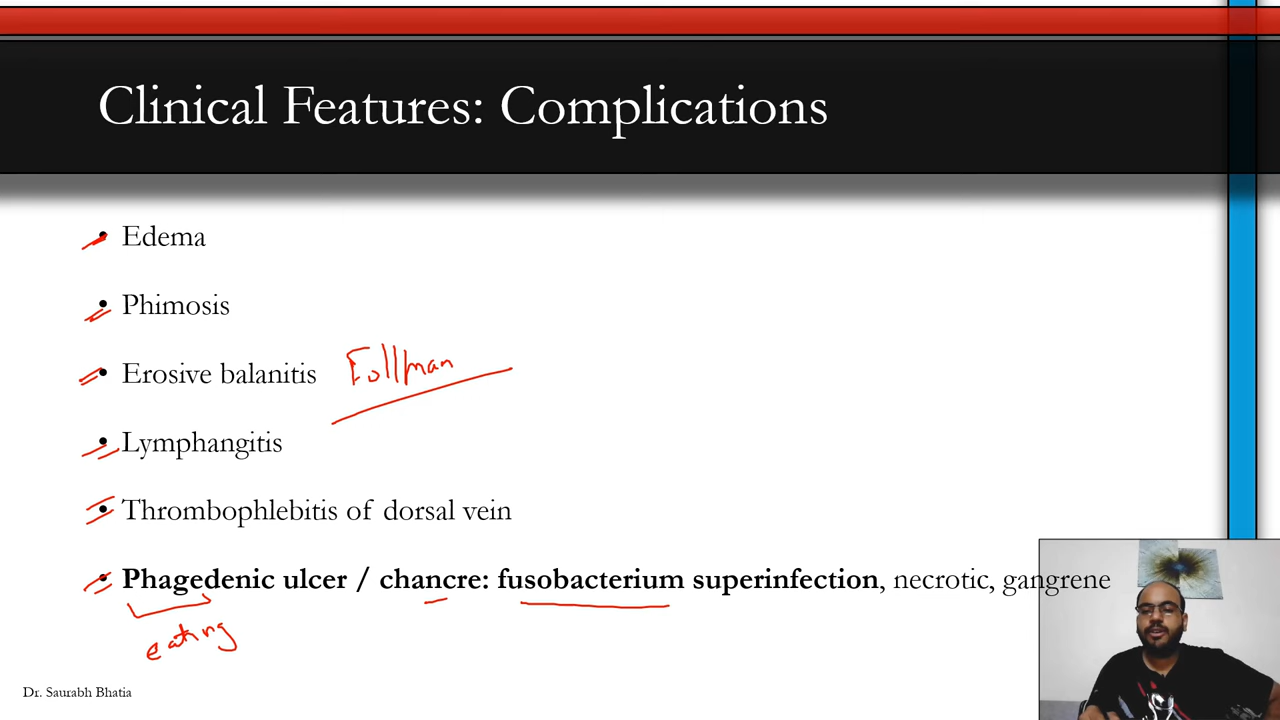 Clinical Features: Complications
• Edema
• Phimosis
• Erosive balanitis Follman
• Lymphangitis
• Thrombophlebitis of dorsal vein
• Phagedenic ulcer / chancre: fusobacterium superinfection, necrotic, gangrene
eating
Dr. Saurabh Bhatia